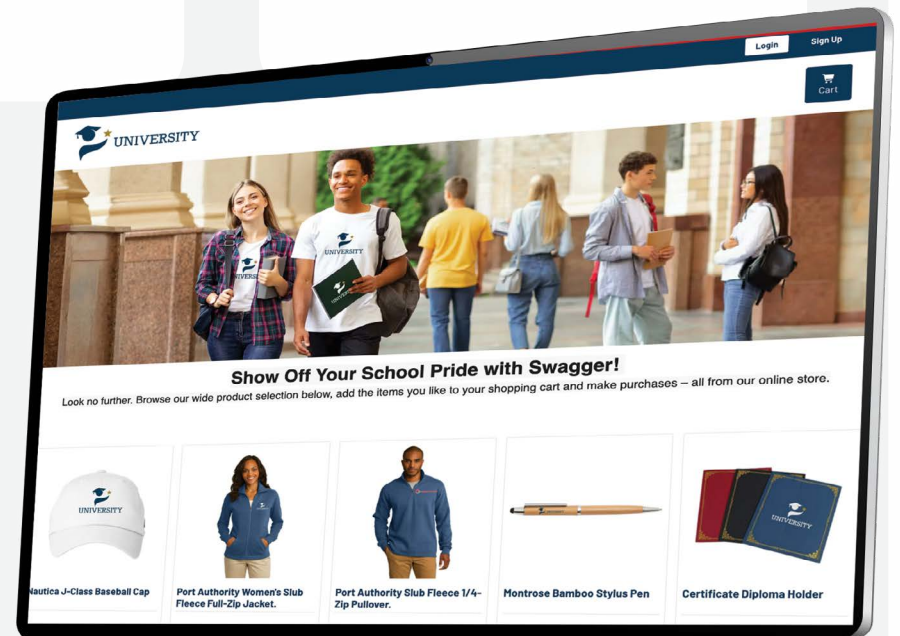 Login
Sign Up
Cart
UNIVERSITY
UNIVERSITY
UNIVERSITY
Show Off Your School Pride with Swagger!
Look no further. Browse our wide product selection below, add the items you like to your shopping cart and make purchases – all from our online store.
UNIVERSITY
UNIVERSITY
Nautica J-Class Baseball Cap
Port Authority Women's Slub
Fleece Full-Zip Jacket.
Port Authority Slub Fleece 1/4-
Zip Pullover.
Montrose Bamboo Stylus Pen
Certificate Diploma Holder